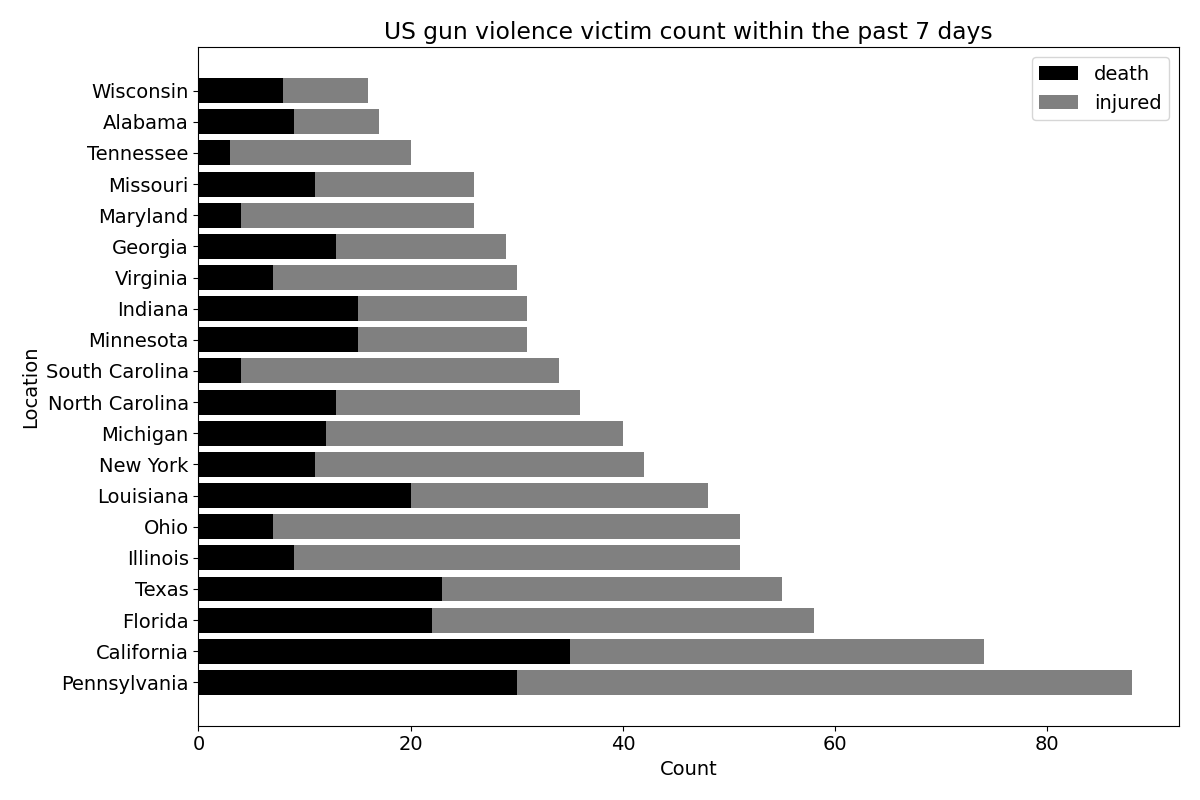 US gun violence victim count within the past 7 days
death
injured
Wisconsin
Alabama
Tennessee
Missouri
Maryland
Georgia
Virginia
Indiana
Minnesota
South Carolina
North Carolina
Michigan
New York
Louisiana
Ohio
Illinois
Texas
Florida
California
Pennsylvania
Location
0 20 40 60 80
Count